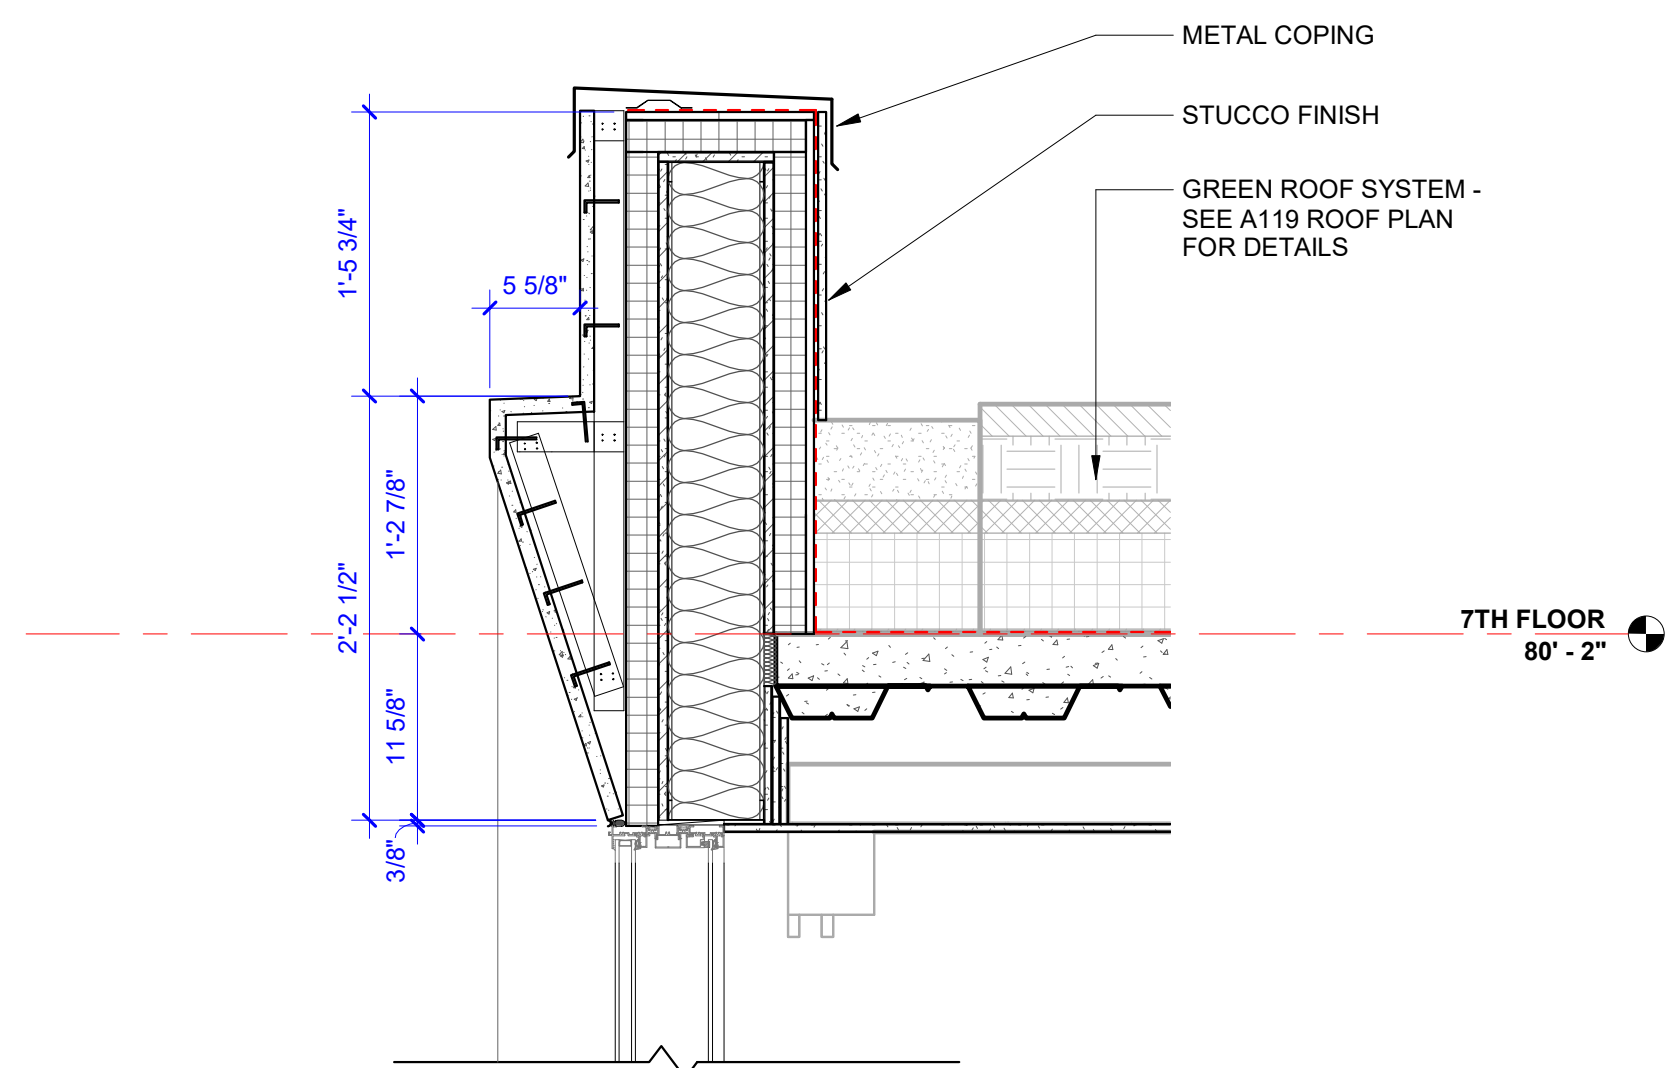 METAL COPING
STUCCO FINISH
GREEN ROOF SYSTEM -
SEE A119 ROOF PLAN
FOR DETAILS
1'-5 3/4"
5 5/8"
1'-2 7/8"
2'-2 1/2"
11 5/8"
3/8"
7TH FLOOR
80' - 2"